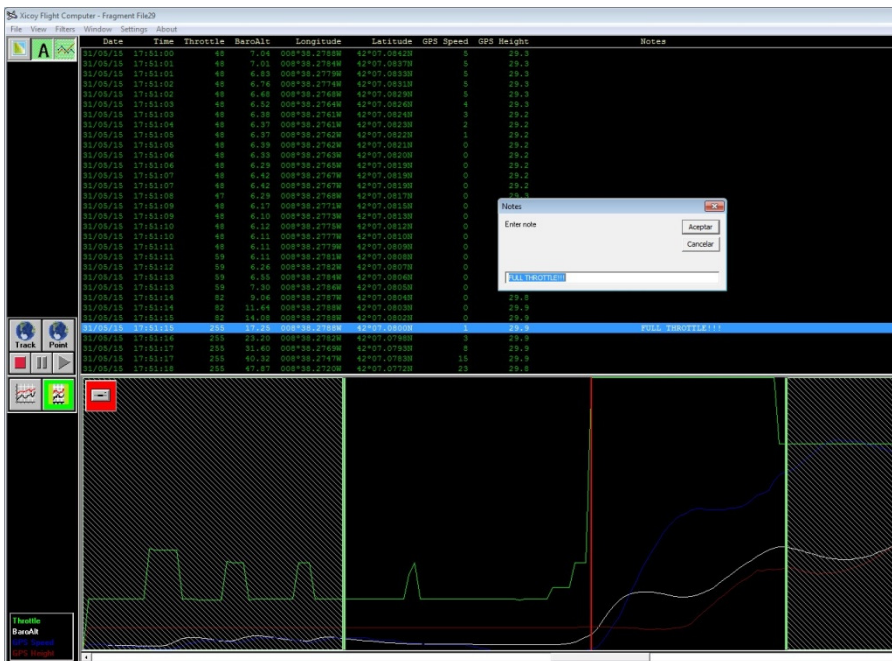 Xicoy Flight Computer - Fragment File29
File View Filters Window Settings About
Date Time Throttle BaroAlt Longitude Latitude GPS Speed GPS Height Notes
A
31/05/15 17:51:00 48 7.04 008°38.2788W 42°07.0842N 5 29.3
31/05/15 17:51:01 48 7.01 008°38.2784W 42°07.0837N 5 29.3
31/05/15 17:51:01 48 6.83 008°38.2779W 42°07.0833N 5 29.3
31/05/15 17:51:02 48 6.76 008°38.2774W 42°07.0831N 5 29.3
31/05/15 17:51:02 48 6.68 008°38.2768W 42°07.0829N 5 29.3
31/05/15 17:51:03 48 6.52 008°38.2764W 42°07.0826N 4 29.3
31/05/15 17:51:03 48 6.38 008°38.2761W 42°07.0824N 3 29.2
31/05/15 17:51:04 48 6.37 008°38.2761W 42°07.0823N 2 29.2
31/05/15 17:51:05 48 6.37 008°38.2762W 42°07.0822N 1 29.2
31/05/15 17:51:05 48 6.39 008°38.2762W 42°07.0821N 0 29.2
31/05/15 17:51:06 48 6.33 008°38.2763W 42°07.0820N 0 29.2
31/05/15 17:51:06 48 6.29 008°38.2765W 42°07.0819N 0 29.2
31/05/15 17:51:07 48 6.42 008°38.2767W 42°07.0819N 0 29.2
31/05/15 17:51:07 48 6.42 008°38.2767W 42°07.0819N 0 29.2
31/05/15 17:51:08 47 6.29 008°38.2768W 42°07.0817N 0 29.3
31/05/15 17:51:09 48 6.17 008°38.2771W 42°07.0815N 0
31/05/15 17:51:09 48 6.10 008°38.2773W 42°07.0813N 0
31/05/15 17:51:10 48 6.12 008°38.2775W 42°07.0812N 0
31/05/15 17:51:10 48 6.11 008°38.2777W 42°07.0810N 0
31/05/15 17:51:11 48 6.11 008°38.2779W 42°07.0809N 0
31/05/15 17:51:11 59 6.11 008°38.2781W 42°07.0808N 0
31/05/15 17:51:12 59 6.26 008°38.2782W 42°07.0807N 0
31/05/15 17:51:13 59 6.55 008°38.2784W 42°07.0806N 0
31/05/15 17:51:13 59 7.30 008°38.2786W 42°07.0805N 0
31/05/15 17:51:14 82 9.06 008°38.2787W 42°07.0804N 0 29.8
31/05/15 17:51:14 82 11.64 008°38.2788W 42°07.0803N 0 29.9
31/05/15 17:51:15 82 14.08 008°38.2788W 42°07.0802N 0 29.9
31/05/15 17:51:15 255 17.25 008°38.2788W 42°07.0800N 1 29.9 FULL THROTTLE!!!
31/05/15 17:51:16 255 23.20 008°38.2782W 42°07.0798N 3 29.9
31/05/15 17:51:17 255 31.60 008°38.2769W 42°07.0793N 8 29.9
31/05/15 17:51:17 255 40.32 008°38.2747W 42°07.0783N 15 29.9
31/05/15 17:51:18 255 47.87 008°38.2720W 42°07.0772N 23 29.8
Notes
Enter note
Aceptar
Cancelar
FULL THROTTLE!!!
Track Point
Throttle
BaroAlt
GPS Speed
GPS Height